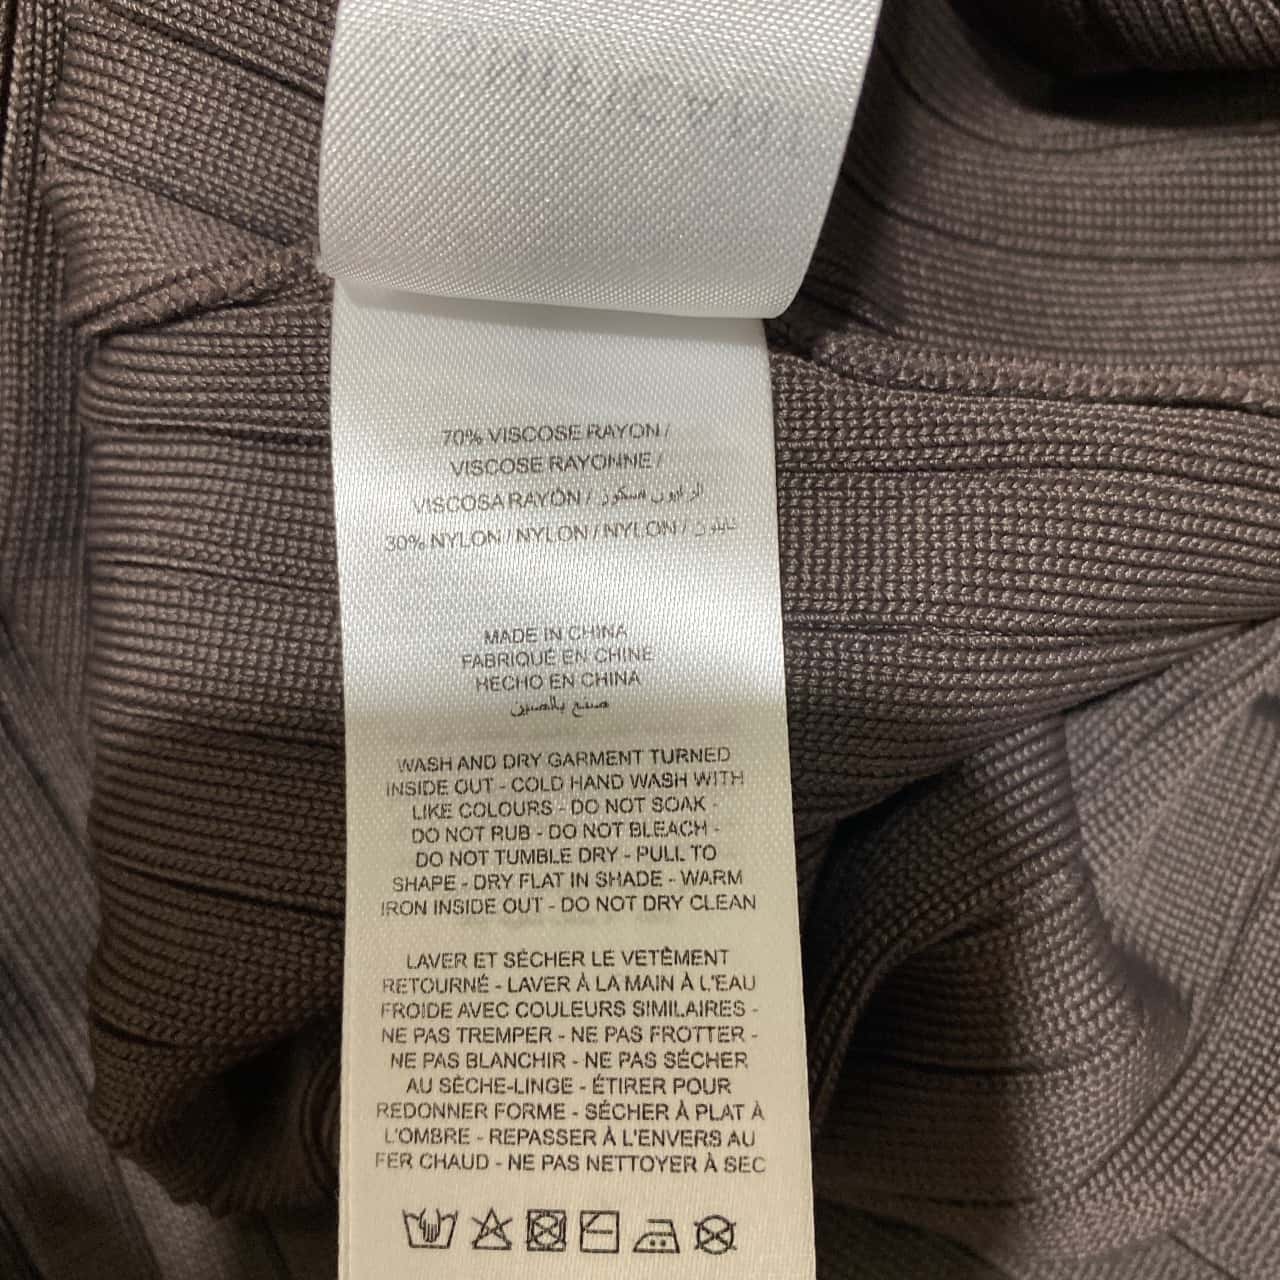 70% VISCOSE RAYON /
VISCOSE RAYONNE /
VISCOSA RAYÓN / الرايون فسكوز
30% NYLON / NYLON / NYLON / نايلون
MADE IN CHINA
FABRIQUÉ EN CHINE
HECHO EN CHINA
صنع بالصين
WASH AND DRY GARMENT TURNED
INSIDE OUT - COLD HAND WASH WITH
LIKE COLOURS - DO NOT SOAK -
DO NOT RUB - DO NOT BLEACH -
DO NOT TUMBLE DRY - PULL TO
SHAPE - DRY FLAT IN SHADE - WARM
IRON INSIDE OUT - DO NOT DRY CLEAN
LAVER ET SÉCHER LE VETÊMENT
RETOURNÉ - LAVER À LA MAIN À L'EAU
FROIDE AVEC COULEURS SIMILAIRES -
NE PAS TREMPER - NE PAS FROTTER -
NE PAS BLANCHIR - NE PAS SÉCHER
AU SÈCHE-LINGE - ÉTIRER POUR
REDONNER FORME - SÉCHER À PLAT À
L'OMBRE - REPASSER À L'ENVERS AU
FER CHAUD - NE PAS NETTOYER À SEC